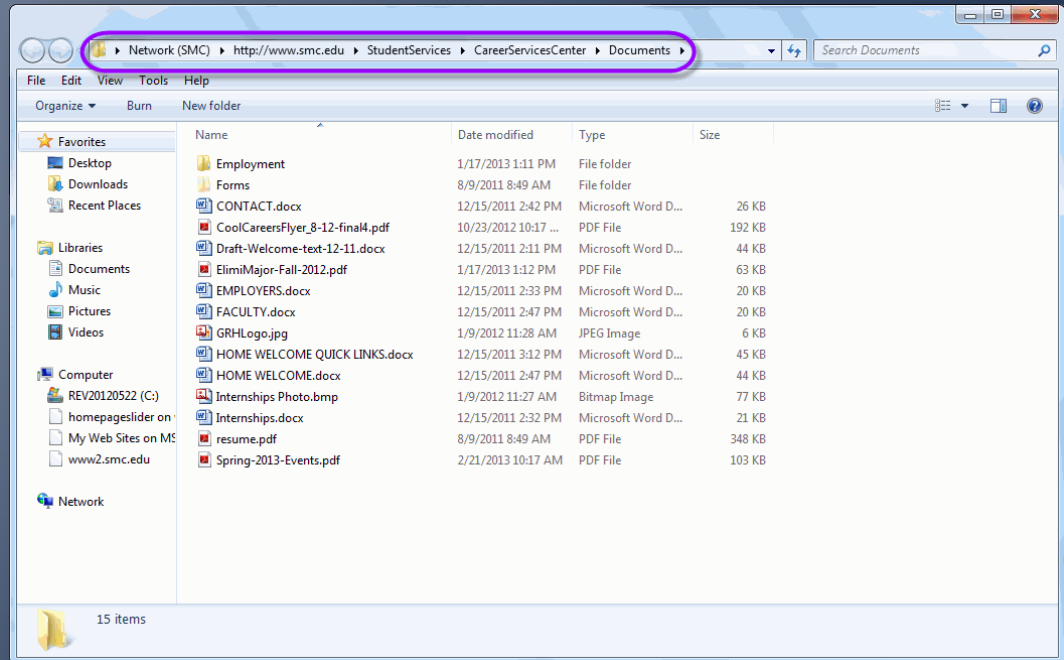 Network (SMC) http://www.smc.edu StudentServices CareerServicesCenter Documents Search Documents
File Edit View Tools Help
Organize Burn New folder
Favorites
Desktop
Downloads
Recent Places
Libraries
Documents
Music
Pictures
Videos
Computer
REV20120522 (C:)
homepageslider on
My Web Sites on MS
www2.smc.edu
Network
Name Date modified Type Size
Employment 1/17/2013 1:11 PM File folder
Forms 8/9/2011 8:49 AM File folder
CONTACT.docx 12/15/2011 2:42 PM Microsoft Word D... 26 KB
CoolCareersFlyer_8-12-final4.pdf 10/23/2012 10:17 ... PDF File 192 KB
Draft-Welcome-text-12-11.docx 12/15/2011 2:11 PM Microsoft Word D... 44 KB
ElimiMajor-Fall-2012.pdf 1/17/2013 1:12 PM PDF File 63 KB
EMPLOYERS.docx 12/15/2011 2:33 PM Microsoft Word D... 20 KB
FACULTY.docx 12/15/2011 2:47 PM Microsoft Word D... 20 KB
GRHLogo.jpg 1/9/2012 11:28 AM JPEG Image 6 KB
HOME WELCOME QUICK LINKS.docx 12/15/2011 3:12 PM Microsoft Word D... 45 KB
HOME WELCOME.docx 12/15/2011 2:47 PM Microsoft Word D... 44 KB
Internships Photo.bmp 1/9/2012 11:27 AM Bitmap Image 77 KB
Internships.docx 12/15/2011 2:32 PM Microsoft Word D... 21 KB
resume.pdf 8/9/2011 8:49 AM PDF File 348 KB
Spring-2013-Events.pdf 2/21/2013 10:17 AM PDF File 103 KB
15 items